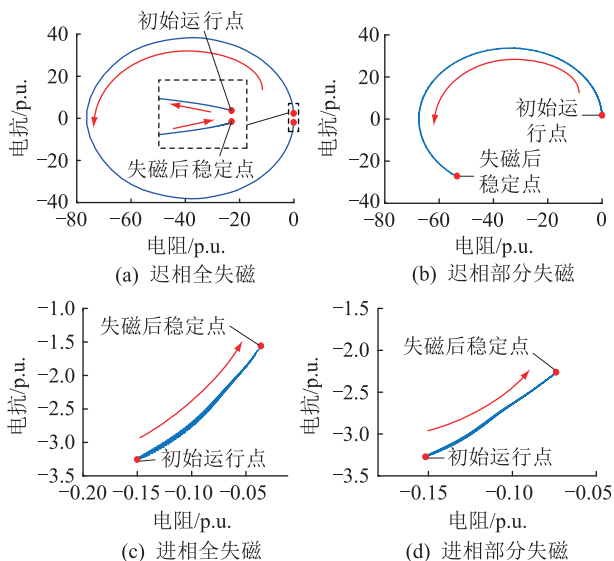 40
20
0
−20
−40
−80
−60
−40
−20
0
电抗/p.u.
电阻/p.u.
初始运行点
失磁后稳定点
(a) 迟相全失磁
60
40
20
0
−20
−40
−80
−60
−40
−20
0
电抗/p.u.
电阻/p.u.
初始运
行点
失磁后
稳定点
(b) 迟相部分失磁
−1.0
−1.5
−2.0
−2.5
−3.0
−3.5
−0.20
−0.15
−0.10
−0.05
电抗/p.u.
电阻/p.u.
失磁后稳定点
初始运行点
(c) 进相全失磁
−1.5
−2.0
−2.5
−3.0
−3.5
−0.15
−0.10
−0.05
电抗/p.u.
电阻/p.u.
失磁后稳定点
初始运行点
(d) 进相部分失磁